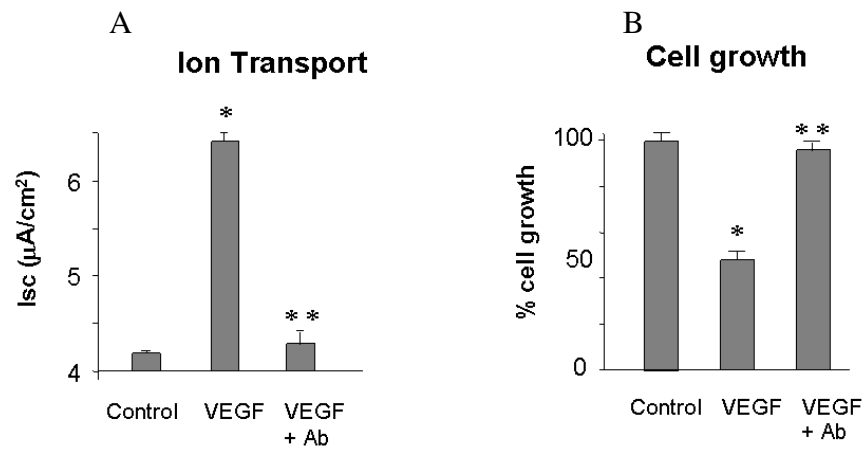 A
Ion Transport
Isc (μA/cm²)
6
5
4
*
**
Control
VEGF
VEGF
+ Ab
B
Cell growth
% cell growth
100
50
0
*
**
Control
VEGF
VEGF
+ Ab